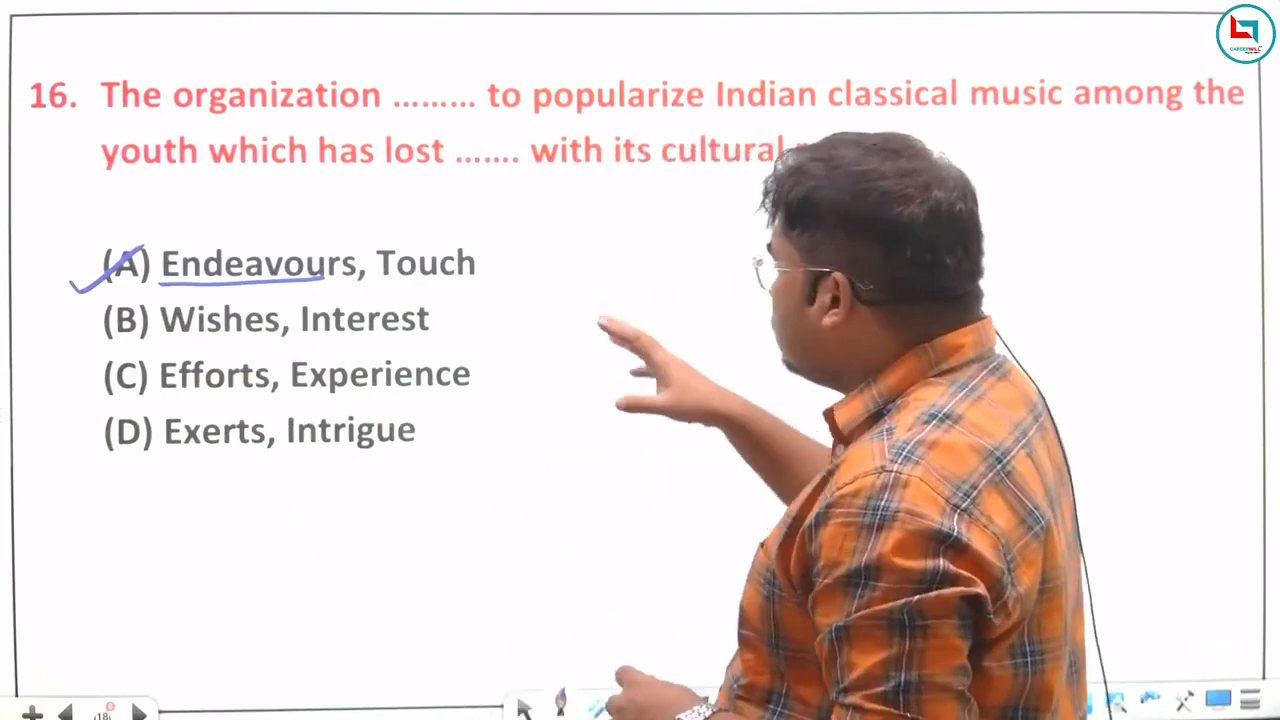 16. The organization ......... to popularize Indian classical music among the
youth which has lost ....... with its cultural
(A) Endeavours, Touch
(B) Wishes, Interest
(C) Efforts, Experience
(D) Exerts, Intrigue
18